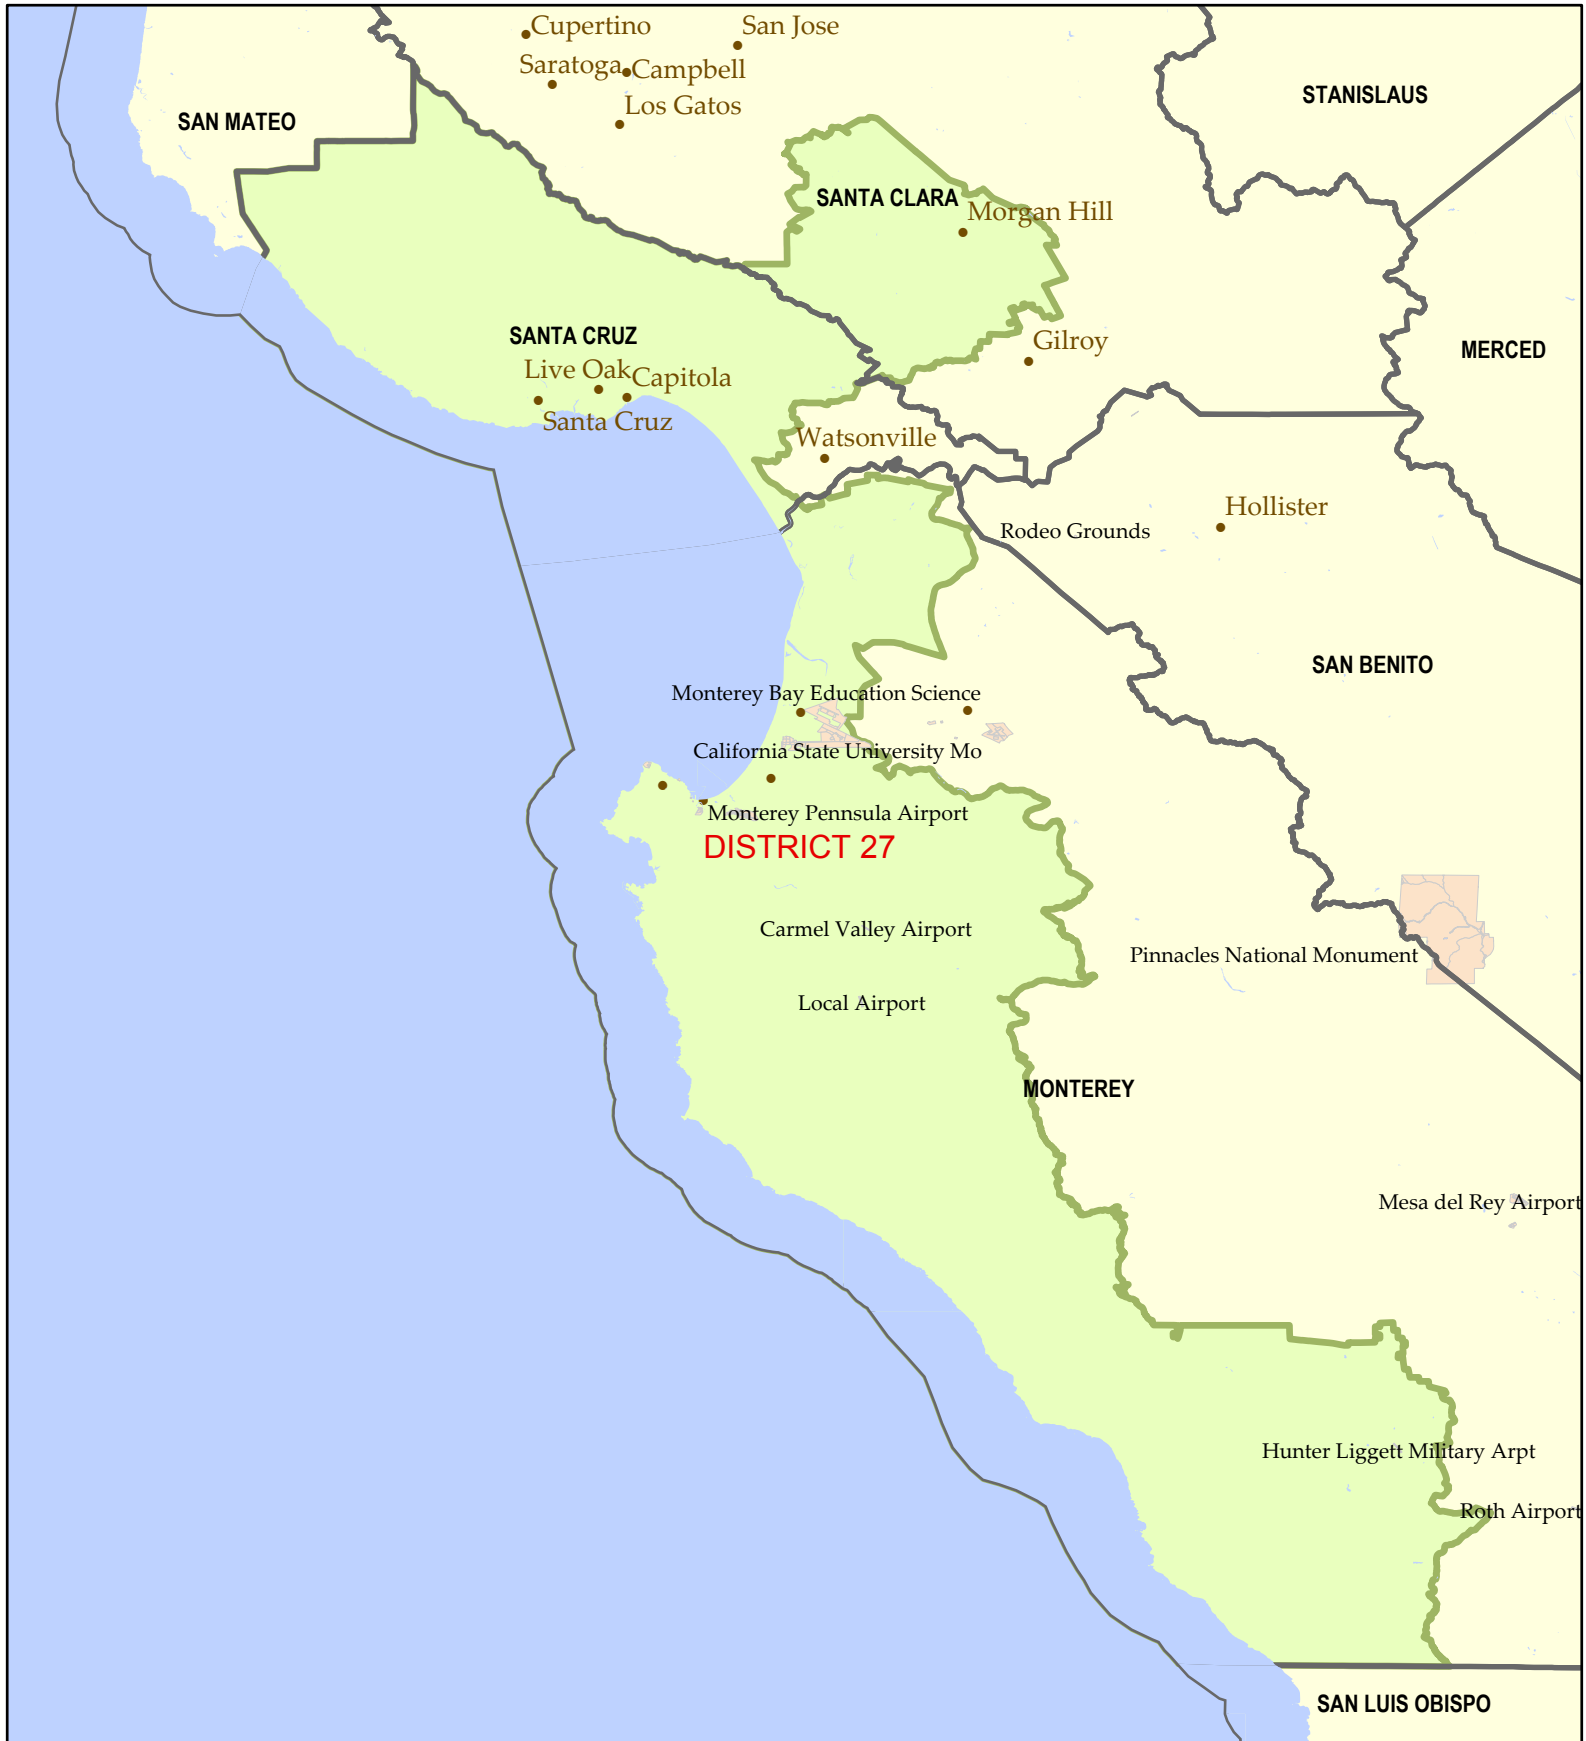 Cupertino
San Jose
Saratoga
Campbell
Los Gatos
STANISLAUS
SAN MATEO
SANTA CLARA
Morgan Hill
SANTA CRUZ
Gilroy
MERCED
Live Oak
Capitola
Santa Cruz
Watsonville
Hollister
Rodeo Grounds
SAN BENITO
Monterey Bay Education Science
California State University Mo
Monterey Pennsula Airport
DISTRICT 27
Carmel Valley Airport
Pinnacles National Monument
Local Airport
MONTEREY
Mesa del Rey Airport
Hunter Liggett Military Arpt
Roth Airport
SAN LUIS OBISPO